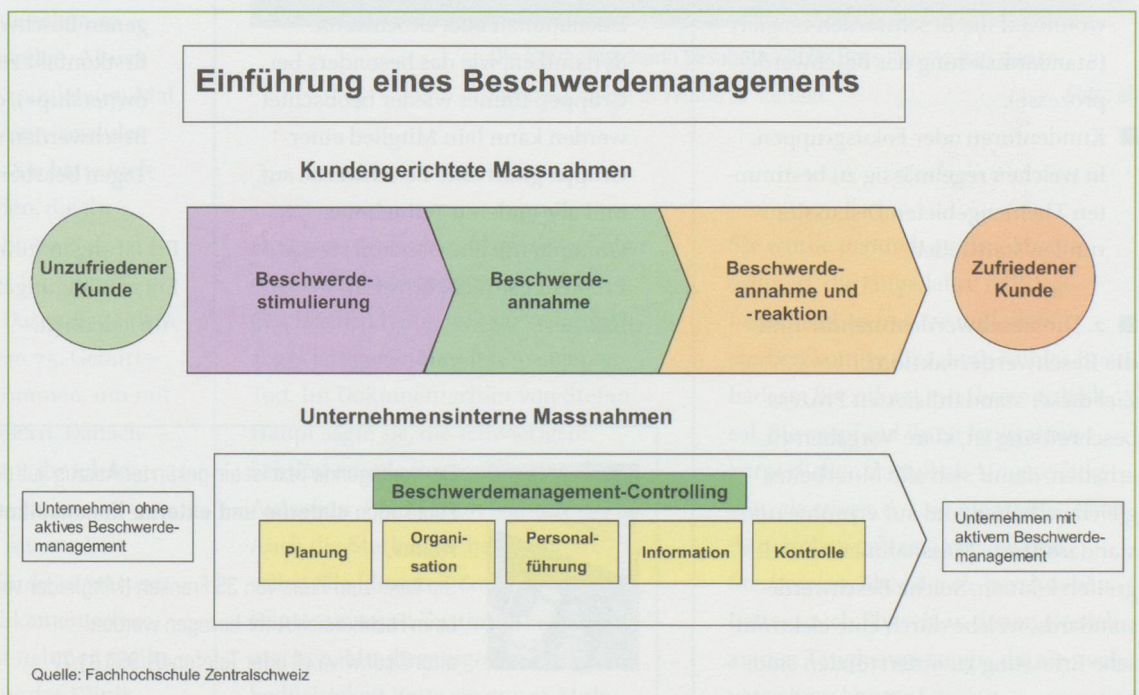 Einführung eines Beschwerdemanagements
Kundengerichtete Massnahmen
Unzufriedener
Kunde
Beschwerde-
stimulierung
Beschwerde-
annahme
Beschwerde-
annahme und
-reaktion
Zufriedener
Kunde
Unternehmensinterne Massnahmen
Unternehmen ohne
aktives Beschwerde-
management
Beschwerdemanagement-Controlling
Planung
Organi-
sation
Personal-
führung
Information
Kontrolle
Unternehmen mit
aktivem Beschwerde-
management
Quelle: Fachhochschule Zentralschweiz